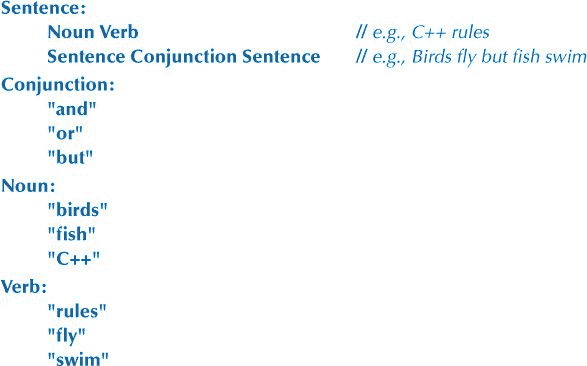 Sentence:
Noun Verb // e.g., C++ rules
Sentence Conjunction Sentence // e.g., Birds fly but fish swim
Conjunction:
"and"
"or"
"but"
Noun:
"birds"
"fish"
"C++"
Verb:
"rules"
"fly"
"swim"